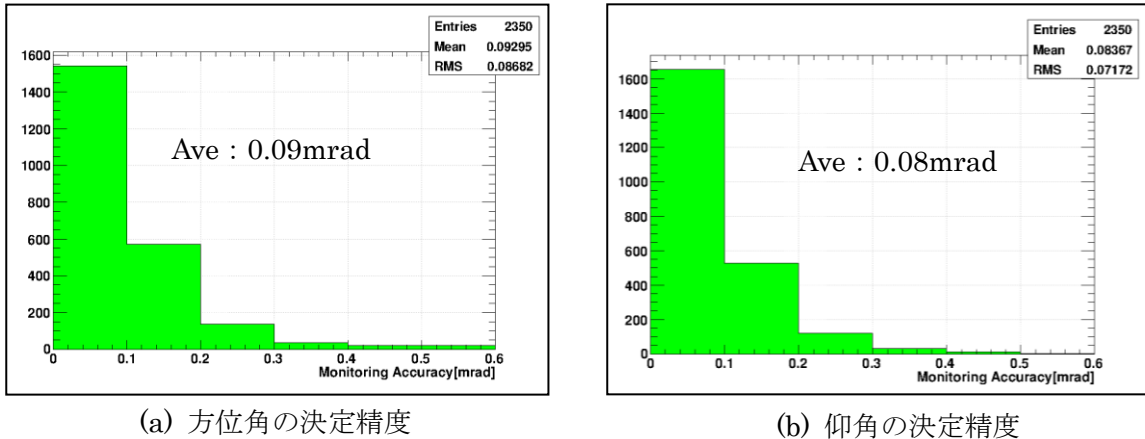 Entries 2350
Mean 0.09295
RMS 0.08682
1600
1400
1200
1000
800
600
400
200
0
Ave : 0.09mrad
0 0.1 0.2 0.3 0.4 0.5 0.6
Monitoring Accuracy[mrad]
(a) 方位角の決定精度
Entries 2350
Mean 0.08367
RMS 0.07172
1600
1400
1200
1000
800
600
400
200
0
Ave : 0.08mrad
0 0.1 0.2 0.3 0.4 0.5 0.6
Monitoring Accuracy[mrad]
(b) 仰角の決定精度